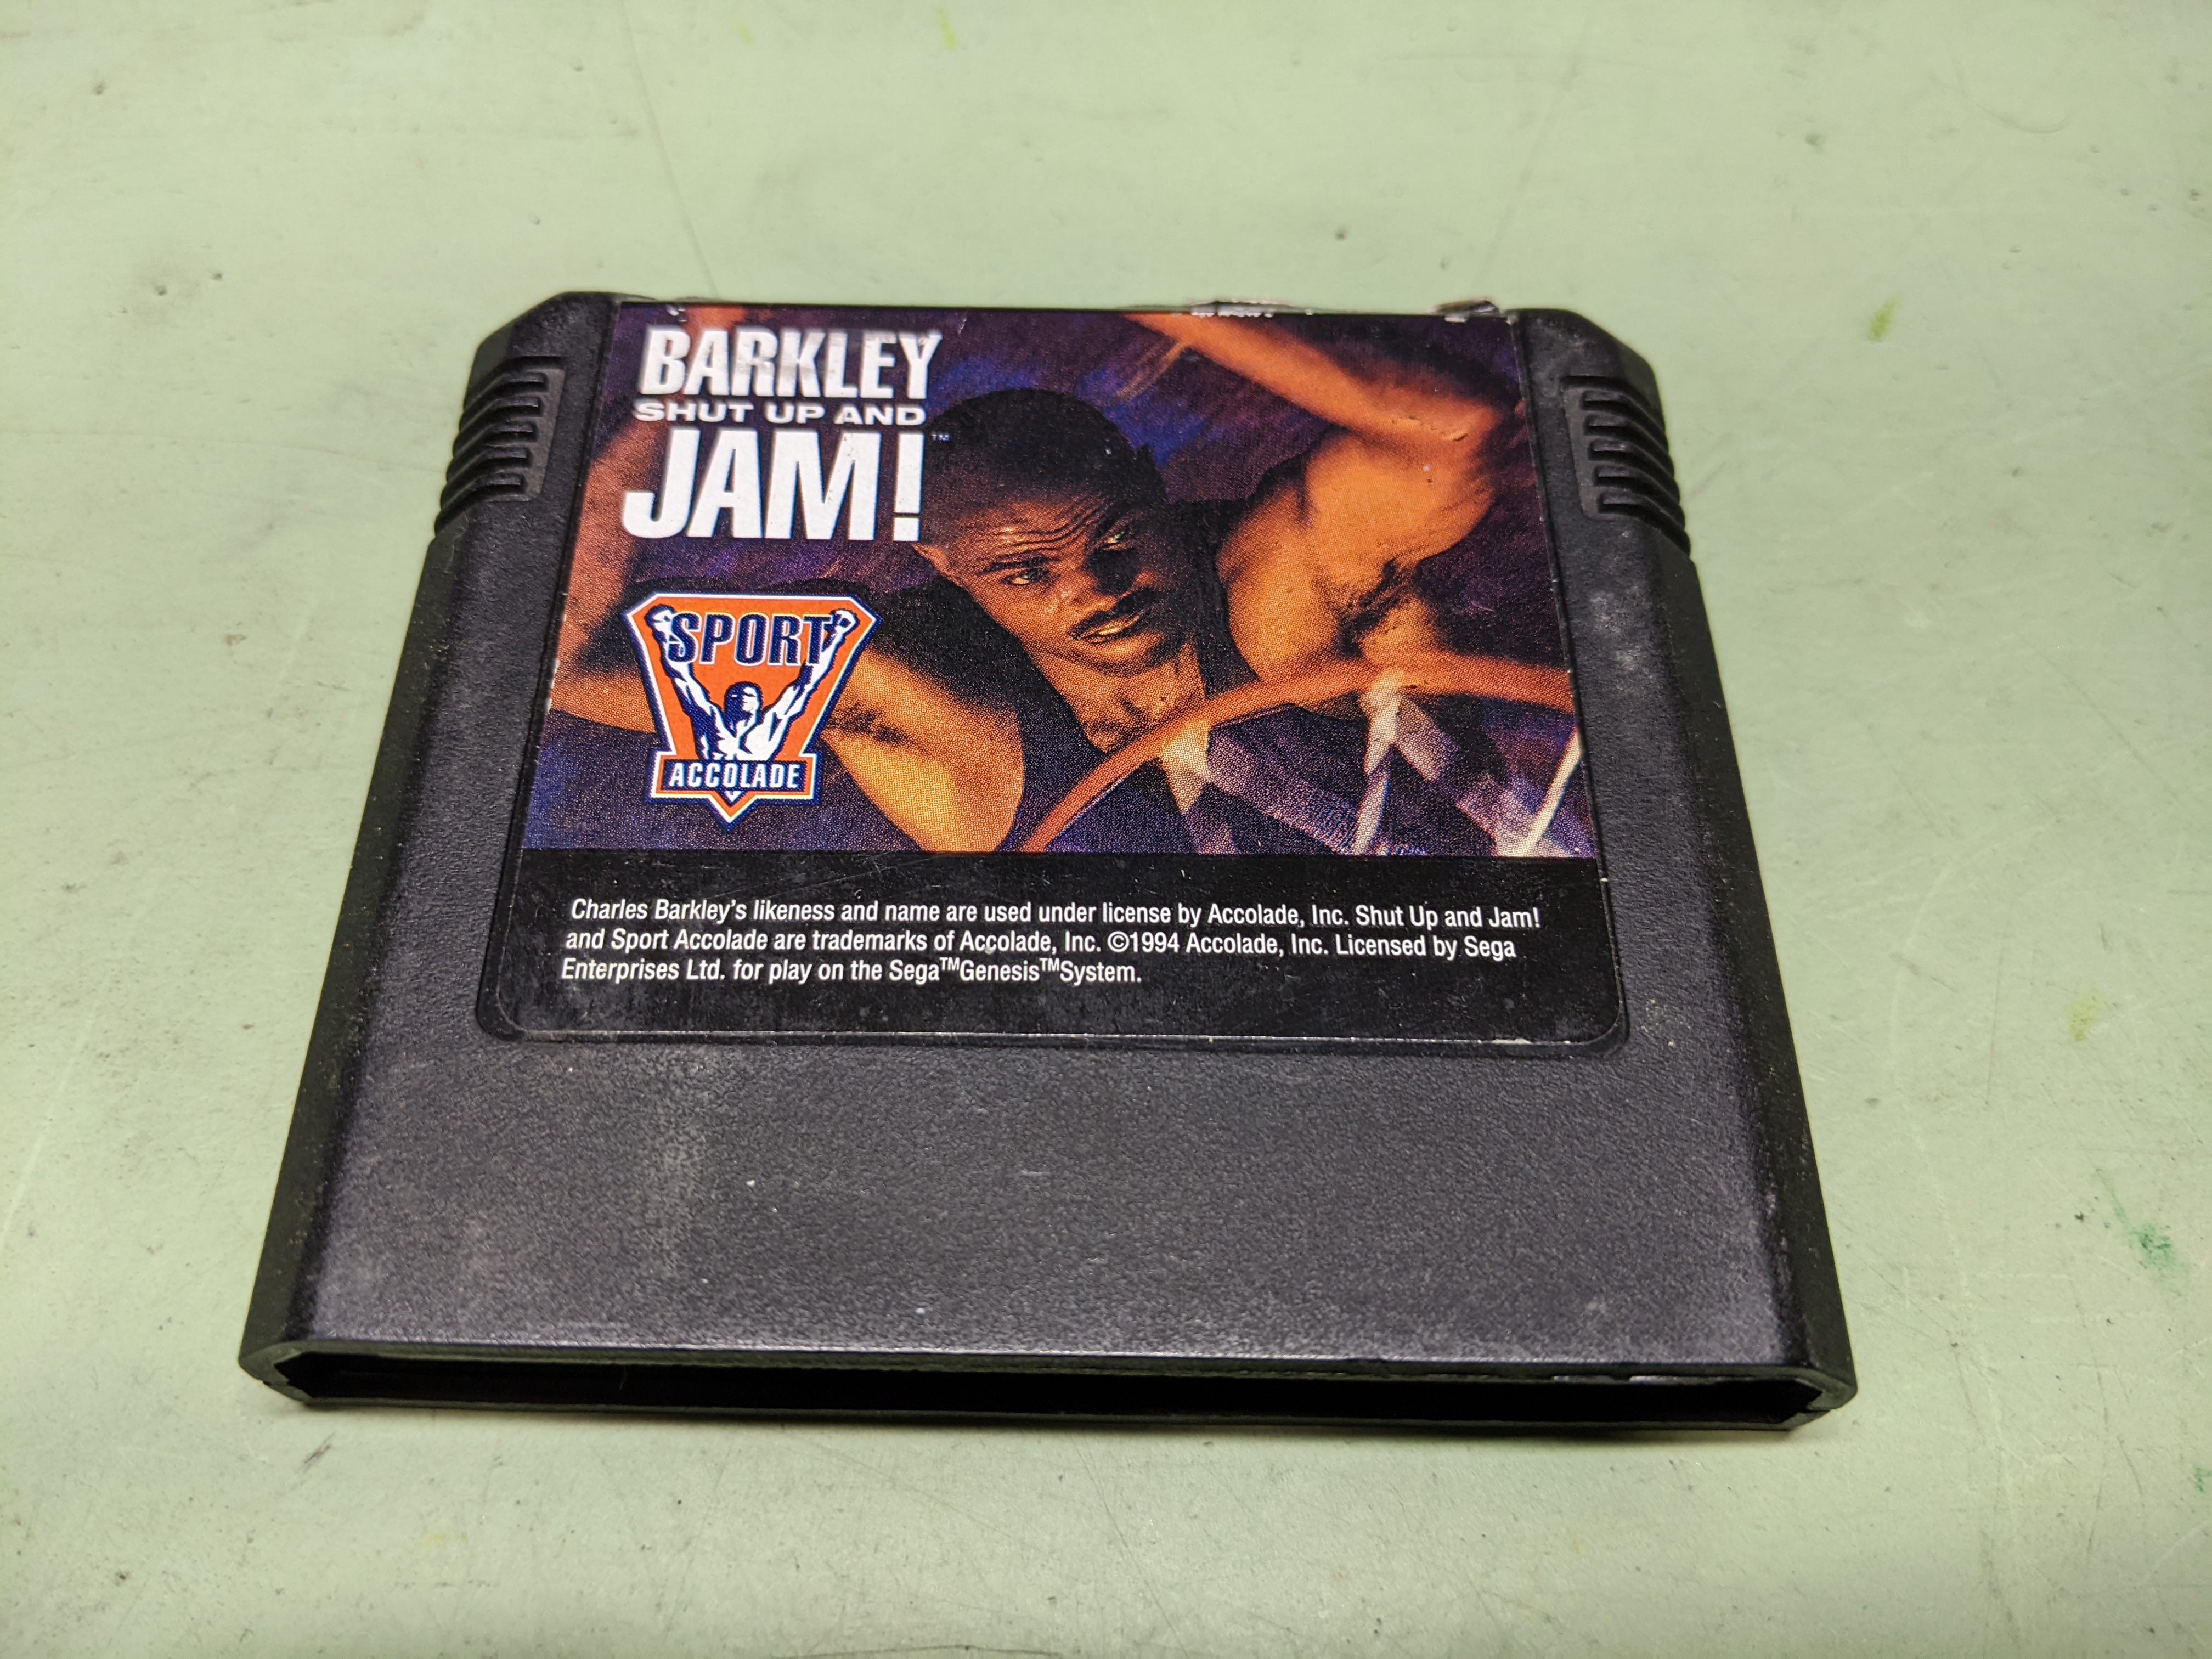 BARKLEY
SHUT UP AND
JAM!™
SPORT
ACCOLADE
Charles Barkley's likeness and name are used under license by Accolade, Inc. Shut Up and Jam!
and Sport Accolade are trademarks of Accolade, Inc. ©1994 Accolade, Inc. Licensed by Sega
Enterprises Ltd. for play on the Sega™Genesis™System.